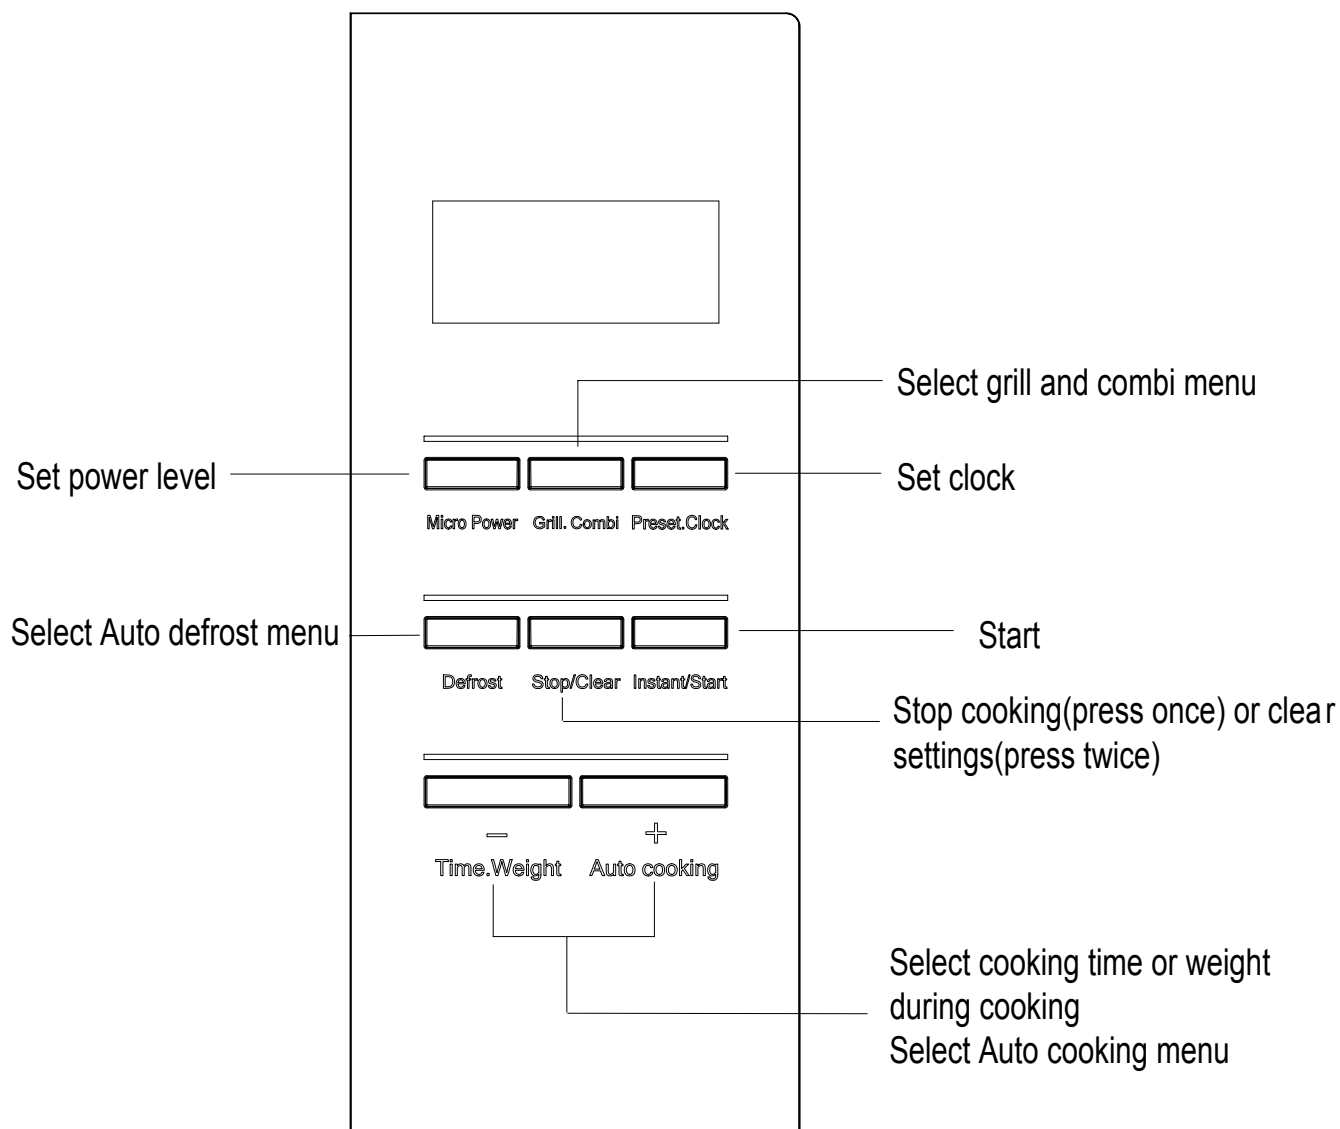 Select grill and combi menu
Set power level
Set clock
Micro Power
Grill. Combi
Preset.Clock
Select Auto defrost menu
Start
Defrost
Stop/Clear
Instant/Start
Stop cooking(press once) or clear
settings(press twice)
–
+
Time.Weight
Auto cooking
Select cooking time or weight
during cooking
Select Auto cooking menu